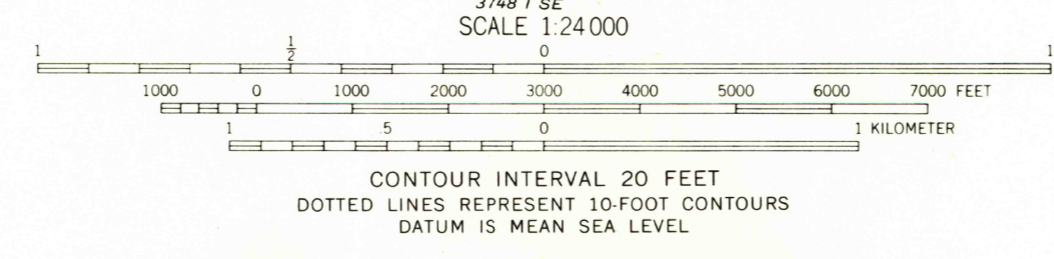 3748 I SE
SCALE 1:24 000
1 1/2 0 1
1000 0 1000 2000 3000 4000 5000 6000 7000 FEET
1 .5 0 1 KILOMETER
CONTOUR INTERVAL 20 FEET
DOTTED LINES REPRESENT 10-FOOT CONTOURS
DATUM IS MEAN SEA LEVEL